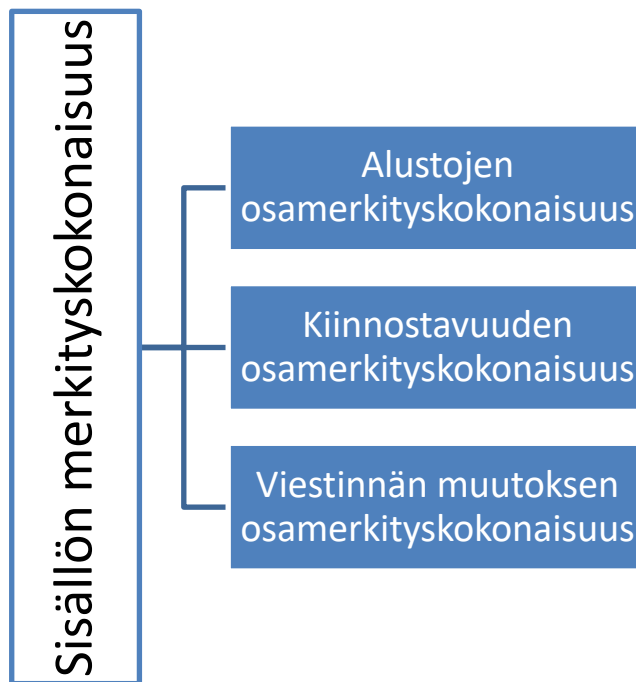 Sisällön merkityskokonaisuus
Alustojen
osamerkityskokonaisuus
Kiinnostavuuden
osamerkityskokonaisuus
Viestinnän muutoksen
osamerkityskokonaisuus